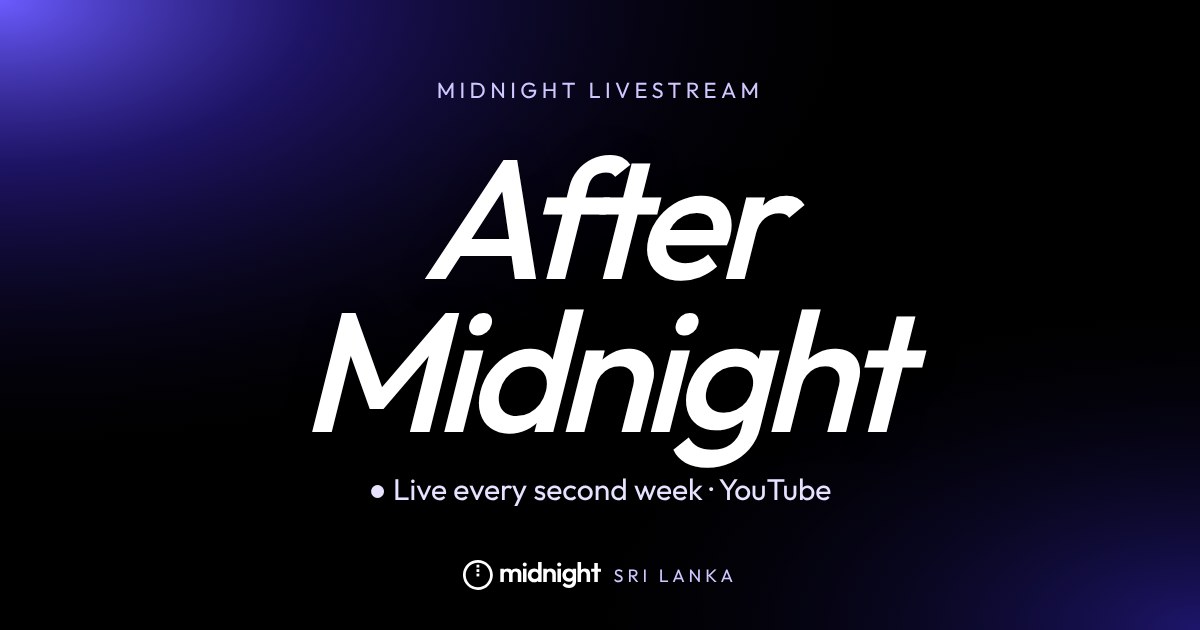 MIDNIGHT LIVESTREAM
After
Midnight
● Live every second week · YouTube
midnight SRI LANKA